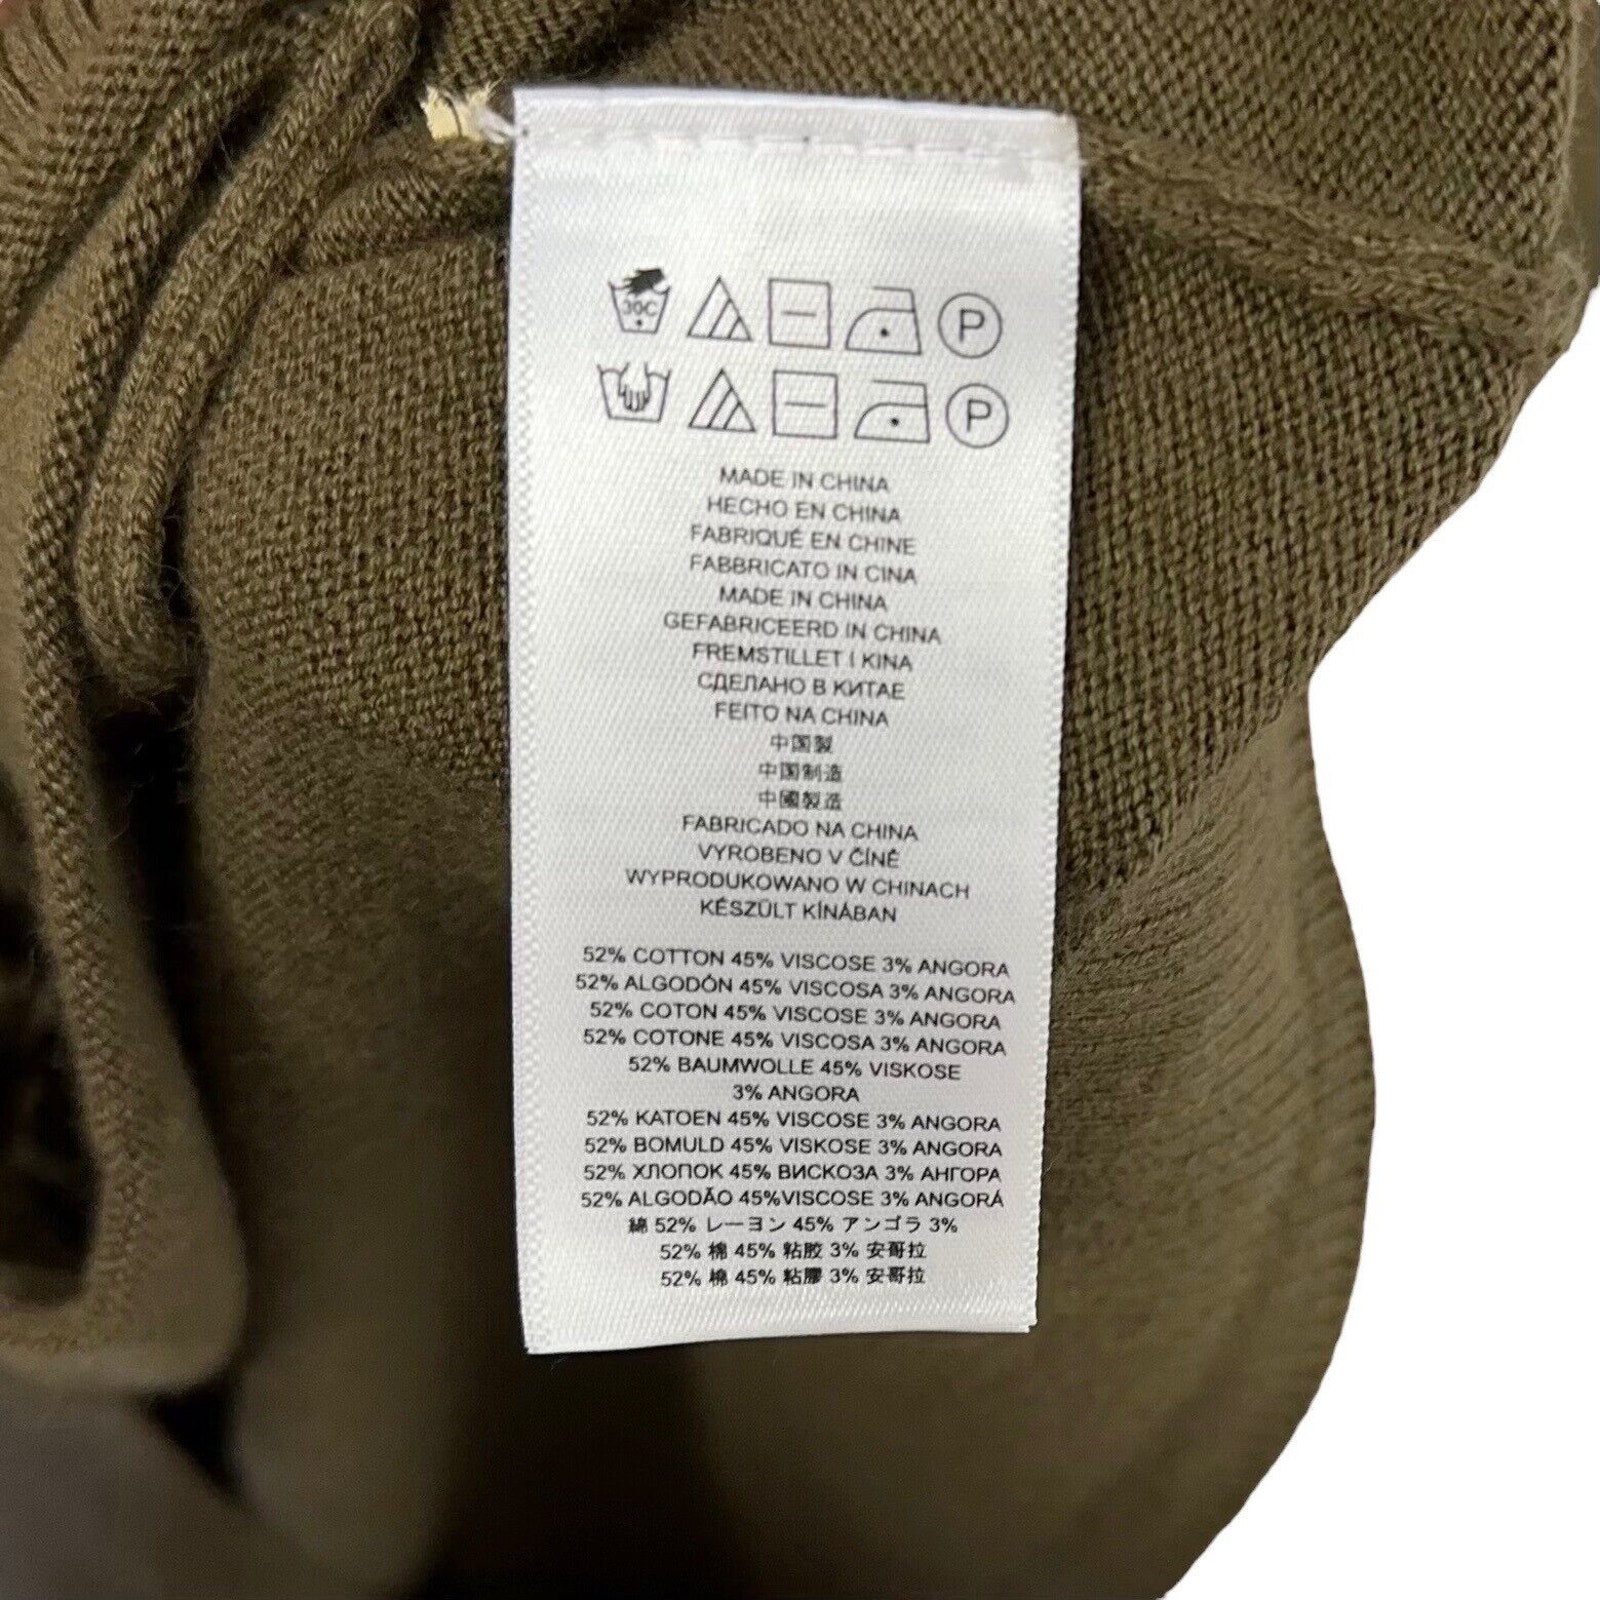 30C
P
P
MADE IN CHINA
HECHO EN CHINA
FABRIQUÉ EN CHINE
FABBRICATO IN CINA
MADE IN CHINA
GEFABRICEERD IN CHINA
FREMSTILLET I KINA
СДЕЛАНО В КИТАЕ
FEITO NA CHINA
中国製
中国制造
中國製造
FABRICADO NA CHINA
VYROBENO V ČÍNĚ
WYPRODUKOWANO W CHINACH
KÉSZÜLT KÍNÁBAN
52% COTTON 45% VISCOSE 3% ANGORA
52% ALGODÓN 45% VISCOSA 3% ANGORA
52% COTON 45% VISCOSE 3% ANGORA
52% COTONE 45% VISCOSA 3% ANGORA
52% BAUMWOLLE 45% VISKOSE
3% ANGORA
52% KATOEN 45% VISCOSE 3% ANGORA
52% BOMULD 45% VISKOSE 3% ANGORA
52% ХЛОПОК 45% ВИСКОЗА 3% АНГОРА
52% ALGODÃO 45%VISCOSE 3% ANGORÁ
綿 52% レーヨン 45% アンゴラ 3%
52% 棉 45% 粘胶 3% 安哥拉
52% 棉 45% 粘膠 3% 安哥拉